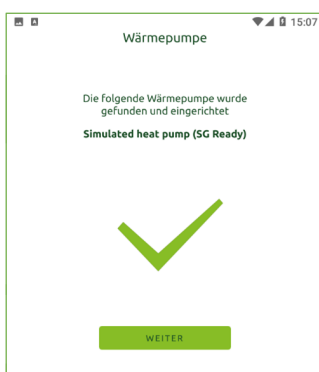 15:07
Wärmepumpe
Die folgende Wärmepumpe wurde
gefunden und eingerichtet
Simulated heat pump (SG Ready)
WEITER